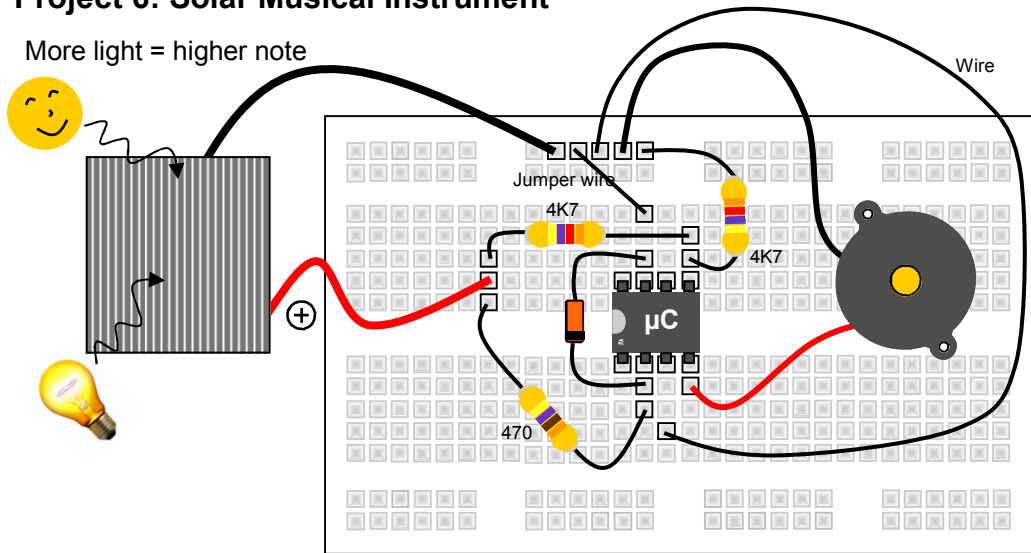 Project 6: Solar Musical Instrument
More light = higher note
Wire
Jumper wire
4K7
4K7
+
µC
470